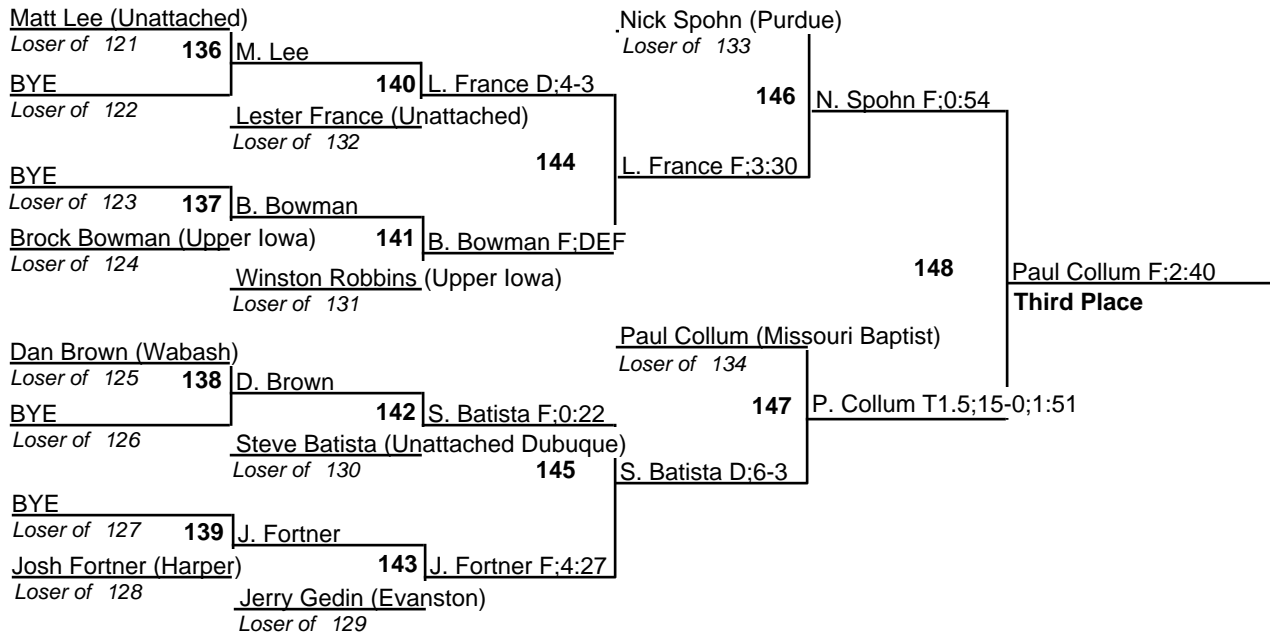 Matt Lee (Unattached)
Loser of 121
136
M. Lee
BYE
Loser of 122
140
L. France D;4-3
Lester France (Unattached)
Loser of 132
144
L. France F;3:30
BYE
Loser of 123
137
B. Bowman
Brock Bowman (Upper Iowa)
Loser of 124
141
B. Bowman F;DEF
Winston Robbins (Upper Iowa)
Loser of 131
Nick Spohn (Purdue)
Loser of 133
146
N. Spohn F;0:54
148
Paul Collum F;2:40
Third Place
Dan Brown (Wabash)
Loser of 125
138
D. Brown
BYE
Loser of 126
142
S. Batista F;0:22
Steve Batista (Unattached Dubuque)
Loser of 130
145
S. Batista D;6-3
BYE
Loser of 127
139
J. Fortner
Josh Fortner (Harper)
Loser of 128
143
J. Fortner F;4:27
Jerry Gedin (Evanston)
Loser of 129
Paul Collum (Missouri Baptist)
Loser of 134
147
P. Collum T1.5;15-0;1:51